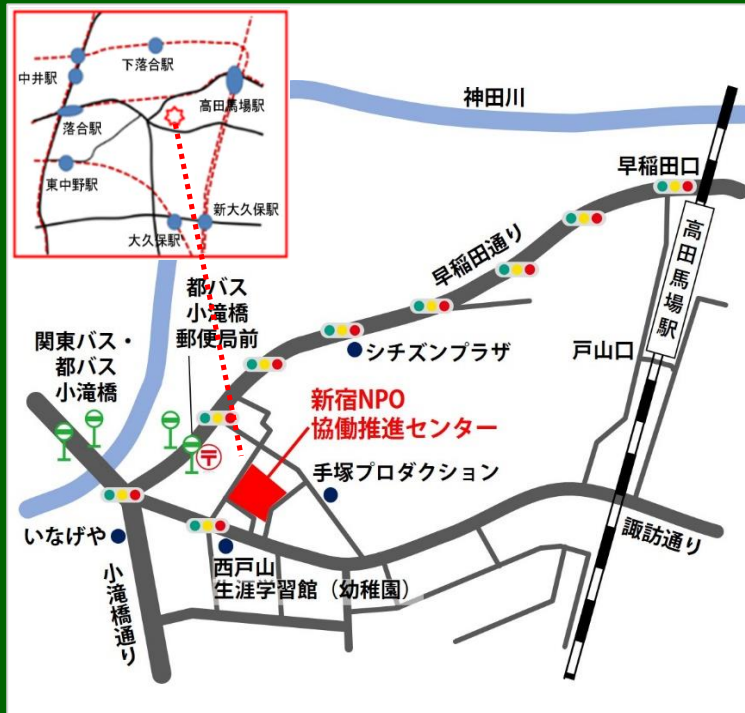 下落合駅
中井駅
高田馬場駅
落合駅
東中野駅
新大久保駅
大久保駅
神田川
早稲田口
早稲田通り
高田馬場駅
都バス
小滝橋
郵便局前
関東バス・
都バス
小滝橋
シチズンプラザ
戸山口
新宿NPO
協働推進センター
〒
手塚プロダクション
いなげや
諏訪通り
西戸山
生涯学習館（幼稚園）
小滝橋通り